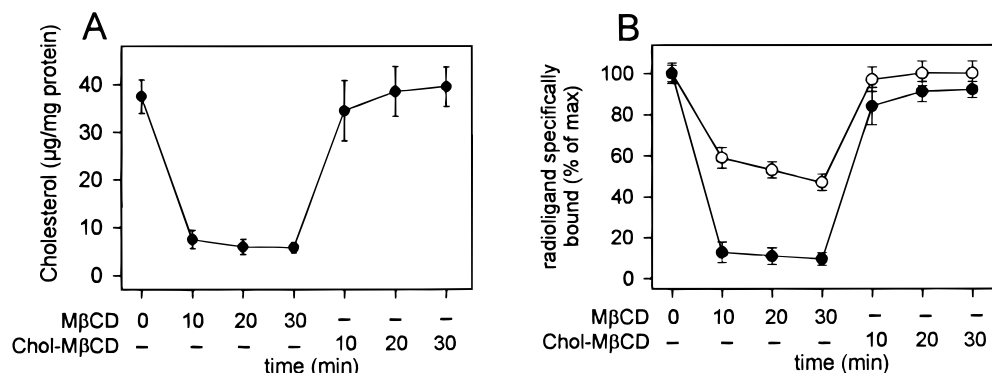 A
Cholesterol (µg/mg protein)
40
30
20
10
0
MβCD 0 10 20 30 – – –
Chol-MβCD – – – – 10 20 30
time (min)
B
radioligand specifically
bound (% of max)
100
80
60
40
20
0
MβCD 0 10 20 30 – – –
Chol-MβCD – – – – 10 20 30
time (min)